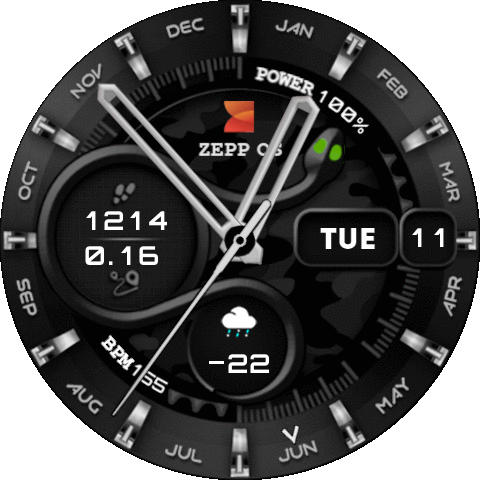 DEC
JAN
NOV
FEB
POWER 100%
ZEPP OS
OCT
MAR
1214
0.16
TUE
11
SEP
APR
-22
BPM 155
AUG
MAY
JUL
JUN